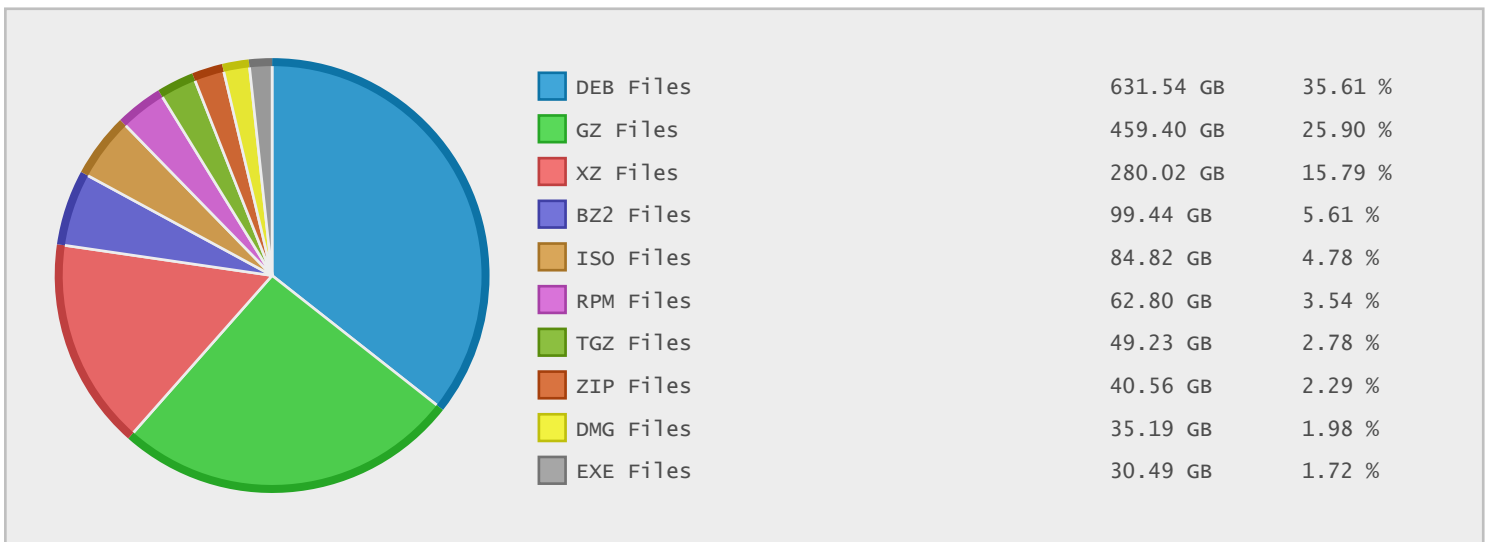 DEB Files 631.54 GB 35.61 %
GZ Files 459.40 GB 25.90 %
XZ Files 280.02 GB 15.79 %
BZ2 Files 99.44 GB 5.61 %
ISO Files 84.82 GB 4.78 %
RPM Files 62.80 GB 3.54 %
TGZ Files 49.23 GB 2.78 %
ZIP Files 40.56 GB 2.29 %
DMG Files 35.19 GB 1.98 %
EXE Files 30.49 GB 1.72 %